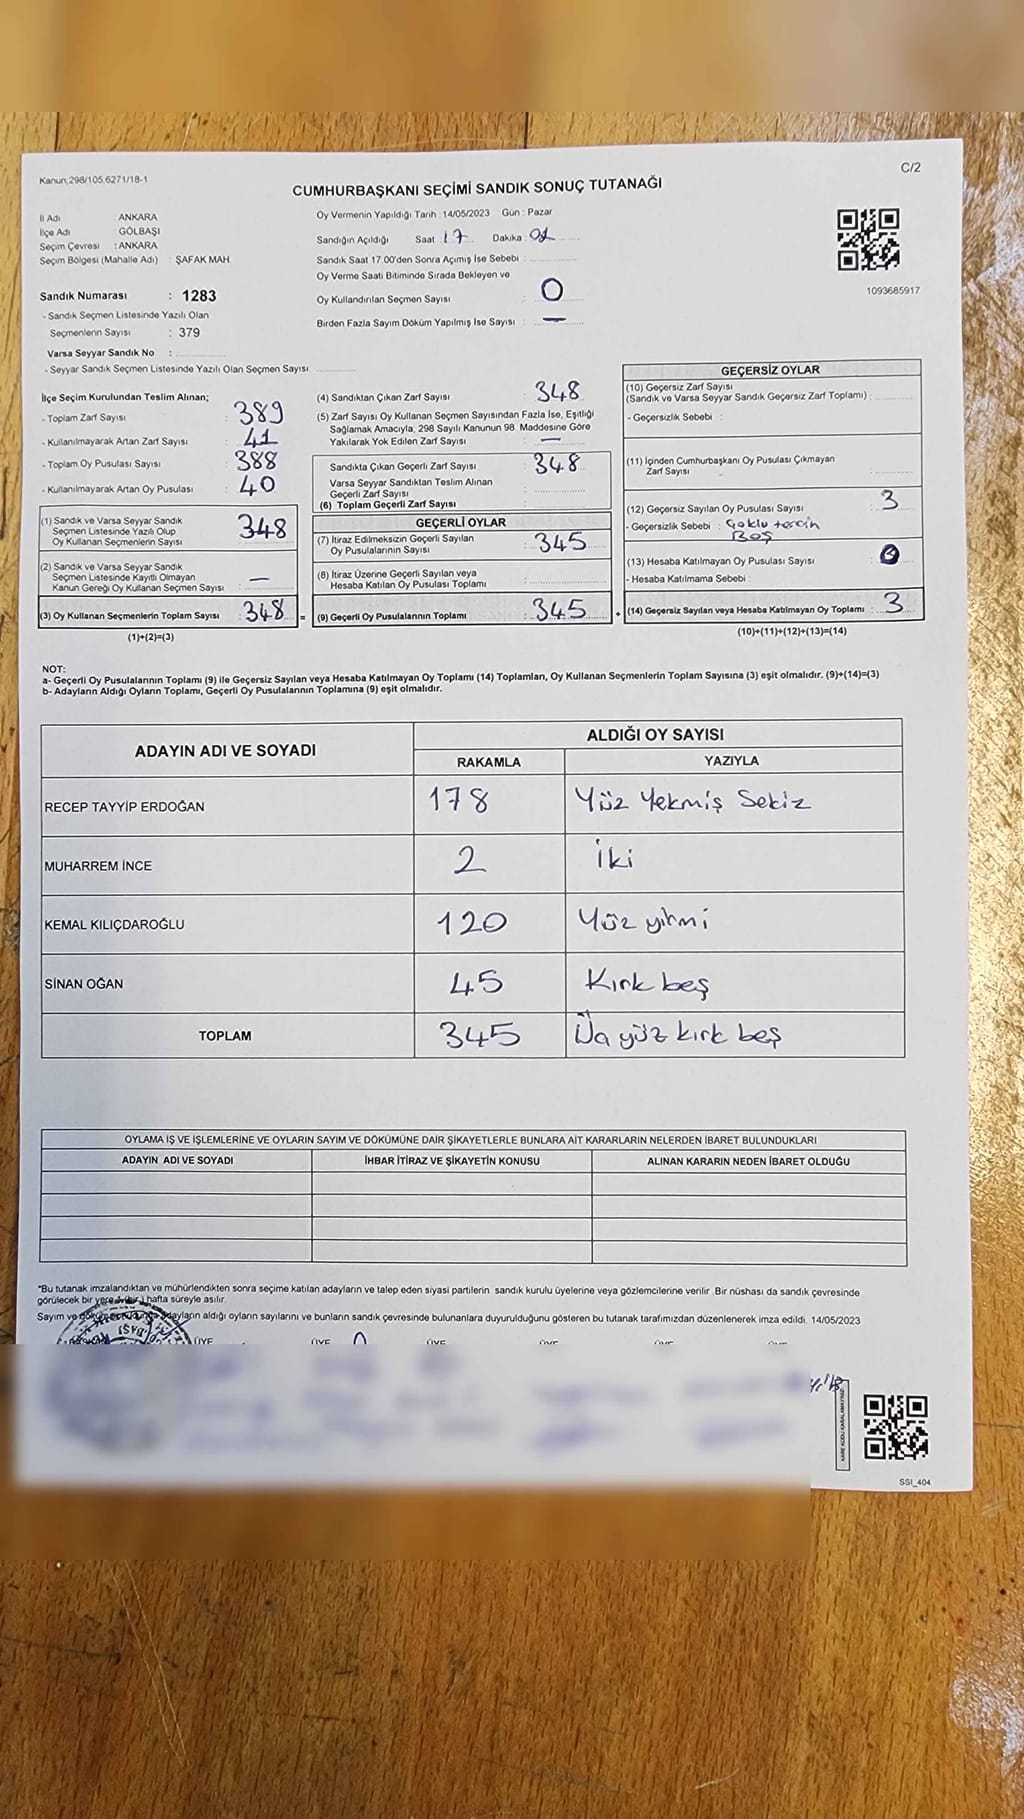 Kanun;298/105,6271/18-1
C/2
CUMHURBAŞKANI SEÇİMİ SANDIK SONUÇ TUTANAĞI
İl Adı : ANKARA
İlçe Adı : GÖLBAŞI
Seçim Çevresi : ANKARA
Seçim Bölgesi (Mahalle Adı) : ŞAFAK MAH.
Sandık Numarası : 1283
- Sandık Seçmen Listesinde Yazılı Olan
Seçmenlerin Sayısı : 379
Varsa Seyyar Sandık No :
- Seyyar Sandık Seçmen Listesinde Yazılı Olan Seçmen Sayısı
Oy Vermenin Yapıldığı Tarih : 14/05/2023 Gün : Pazar
Sandığın Açıldığı Saat 17 Dakika 01
Sandık Saat 17.00'den Sonra Açımış İse Sebebi :
Oy Verme Saati Bitiminde Sırada Bekleyen ve
Oy Kullandırılan Seçmen Sayısı : 0
Birden Fazla Sayım Döküm Yapılmış İse Sayısı : —
1093685917
İlçe Seçim Kurulundan Teslim Alınan;
- Toplam Zarf Sayısı : 389
- Kullanılmayarak Artan Zarf Sayısı : 41
- Toplam Oy Pusulası Sayısı : 388
- Kullanılmayarak Artan Oy Pusulası : 40
(1) Sandık ve Varsa Seyyar Sandık
Seçmen Listesinde Yazılı Olup
Oy Kullanan Seçmenlerin Sayısı : 348
(2) Sandık ve Varsa Seyyar Sandık
Seçmen Listesinde Kayıtlı Olmayan
Kanun Gereği Oy Kullanan Seçmen Sayısı : —
(3) Oy Kullanan Seçmenlerin Toplam Sayısı : 348 =
(1)+(2)=(3)
(4) Sandıktan Çıkan Zarf Sayısı : 348
(5) Zarf Sayısı Oy Kullanan Seçmen Sayısından Fazla İse, Eşitliği
Sağlamak Amacıyla, 298 Sayılı Kanunun 98. Maddesine Göre
Yakılarak Yok Edilen Zarf Sayısı : —
Sandıkta Çıkan Geçerli Zarf Sayısı : 348
Varsa Seyyar Sandıktan Teslim Alınan
Geçerli Zarf Sayısı :
(6) Toplam Geçerli Zarf Sayısı :
GEÇERLİ OYLAR
(7) İtiraz Edilmeksizin Geçerli Sayılan
Oy Pusulalarının Sayısı : 345
(8) İtiraz Üzerine Geçerli Sayılan veya
Hesaba Katılan Oy Pusulası Toplamı :
(9) Geçerli Oy Pusulalarının Toplamı : 345 +
GEÇERSİZ OYLAR
(10) Geçersiz Zarf Sayısı
(Sandık ve Varsa Seyyar Sandık Geçersiz Zarf Toplamı) :
- Geçersizlik Sebebi :
(11) İçinden Cumhurbaşkanı Oy Pusulası Çıkmayan
Zarf Sayısı :
(12) Geçersiz Sayılan Oy Pusulası Sayısı : 3
- Geçersizlik Sebebi : Çoklu tercih
Boş
(13) Hesaba Katılmayan Oy Pusulası Sayısı : 0
- Hesaba Katılmama Sebebi :
(14) Geçersiz Sayılan veya Hesaba Katılmayan Oy Toplamı : 3
(10)+(11)+(12)+(13)=(14)
NOT:
a- Geçerli Oy Pusulalarının Toplamı (9) ile Geçersiz Sayılan veya Hesaba Katılmayan Oy Toplamı (14) Toplamları, Oy Kullanan Seçmenlerin Toplam Sayısına (3) eşit olmalıdır. (9)+(14)=(3)
b- Adayların Aldığı Oyların Toplamı, Geçerli Oy Pusulalarının Toplamına (9) eşit olmalıdır.
ADAYIN ADI VE SOYADI
ALDIĞI OY SAYISI
RAKAMLA YAZIYLA
RECEP TAYYİP ERDOĞAN 178 Yüz Yekmiş Sekiz
MUHARREM İNCE 2 İki
KEMAL KILIÇDAROĞLU 120 Yüz yihmi
SİNAN OĞAN 45 Kırk beş
TOPLAM 345 Üa yüz kırk beş
OYLAMA İŞ VE İŞLEMLERİNE VE OYLARIN SAYIM VE DÖKÜMÜNE DAİR ŞİKAYETLERLE BUNLARA AİT KARARLARIN NELERDEN İBARET BULUNDUKLARI
ADAYIN ADI VE SOYADI İHBAR İTİRAZ VE ŞİKAYETİN KONUSU ALINAN KARARIN NEDEN İBARET OLDUĞU
*Bu tutanak imzalandıktan ve mühürlendikten sonra seçime katılan adayların ve talep eden siyasi partilerin sandık kurulu üyelerine veya gözlemcilerine verilir. Bir nüshası da sandık çevresinde
görülecek bir yere 1 (bir) hafta süreyle asılır.
Sayım ve adayların aldığı oyların sayılarını ve bunların sandık çevresinde bulunanlara duyurulduğunu gösteren bu tutanak tarafımızdan düzenlenerek imza edildi. 14/05/2023
ÜYE ÜYE ÜYE ÜYE ÜYE ÜYE
SSI_404